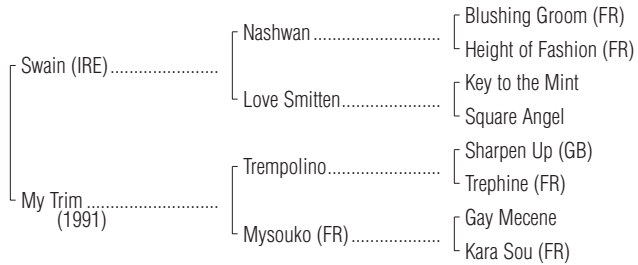 Blushing Groom (FR)
Nashwan ......................
Height of Fashion (FR)
Swain (IRE) ......................
Key to the Mint
Love Smitten ......................
Square Angel
Sharpen Up (GB)
Trempolino ......................
Trephine (FR)
My Trim ......................
(1991)
Gay Mecene
Mysouko (FR) ......................
Kara Sou (FR)